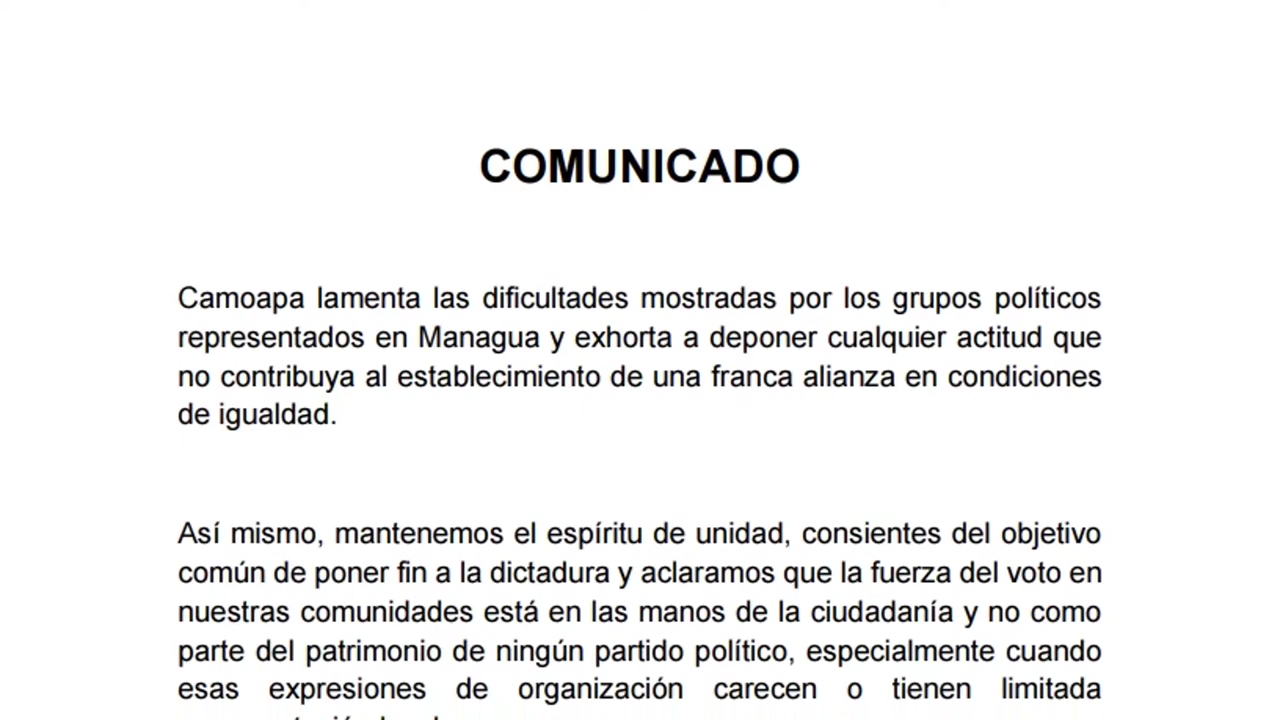 COMUNICADO
Camoapa lamenta las dificultades mostradas por los grupos políticos
representados en Managua y exhorta a deponer cualquier actitud que
no contribuya al establecimiento de una franca alianza en condiciones
de igualdad.
Así mismo, mantenemos el espíritu de unidad, consientes del objetivo
común de poner fin a la dictadura y aclaramos que la fuerza del voto en
nuestras comunidades está en las manos de la ciudadanía y no como
parte del patrimonio de ningún partido político, especialmente cuando
esas expresiones de organización carecen o tienen limitada